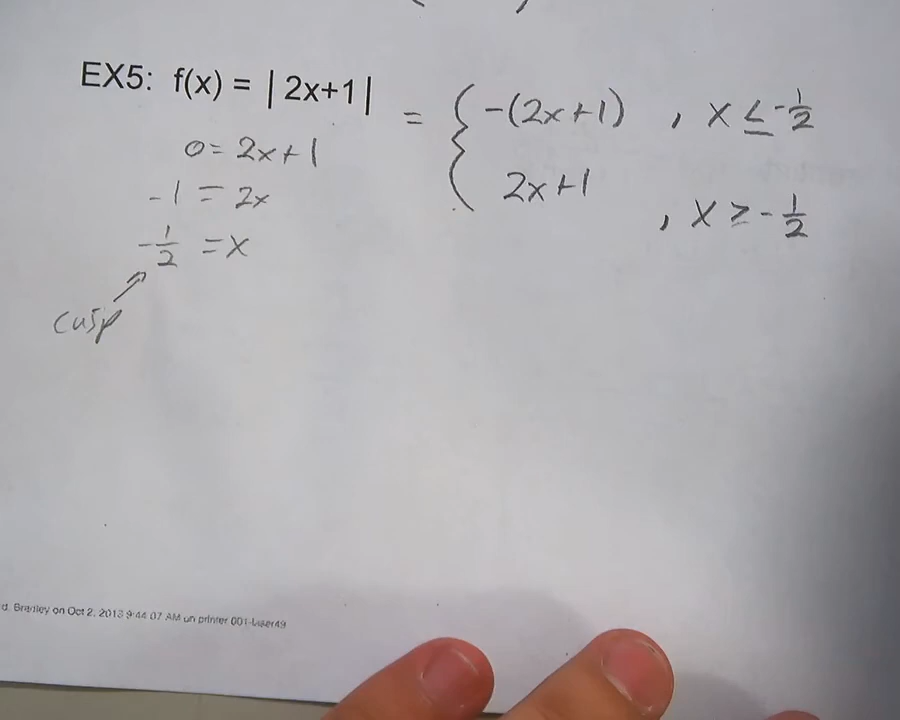 EX5: f(x) = | 2x+1 | = { -(2x+1) , x ≤ -1/2
2x+1 , x ≥ -1/2
0 = 2x+1
-1 = 2x
-1/2 = x
cusp
d. Brenley on Oct 2, 2013 9:44:07 AM on printer 001-laser49